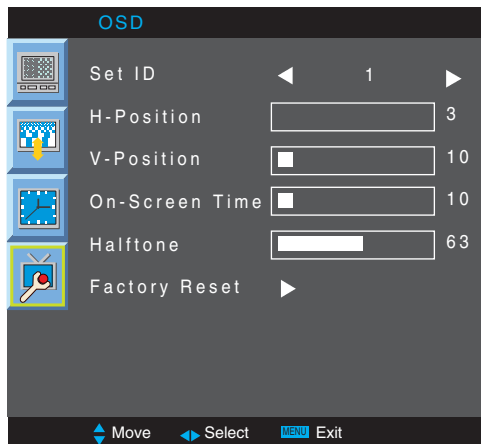 OSD
Set ID 1
H-Position 3
V-Position 10
On-Screen Time 10
Halftone 63
Factory Reset
Move Select MENU Exit